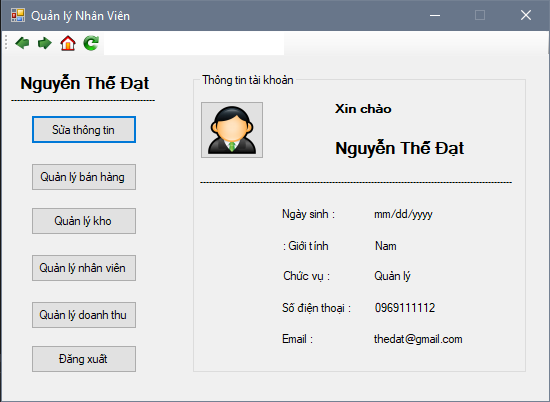 Quản lý Nhân Viên
Nguyễn Thế Đạt
Sửa thông tin
Quản lý bán hàng
Quản lý kho
Quản lý nhân viên
Quản lý doanh thu
Đăng xuất
Thông tin tài khoản
Xin chào
Nguyễn Thế Đạt
Ngày sinh : mm/dd/yyyy
: Giới tính Nam
Chức vụ : Quản lý
Số điện thoại : 0969111112
Email : thedat@gmail.com